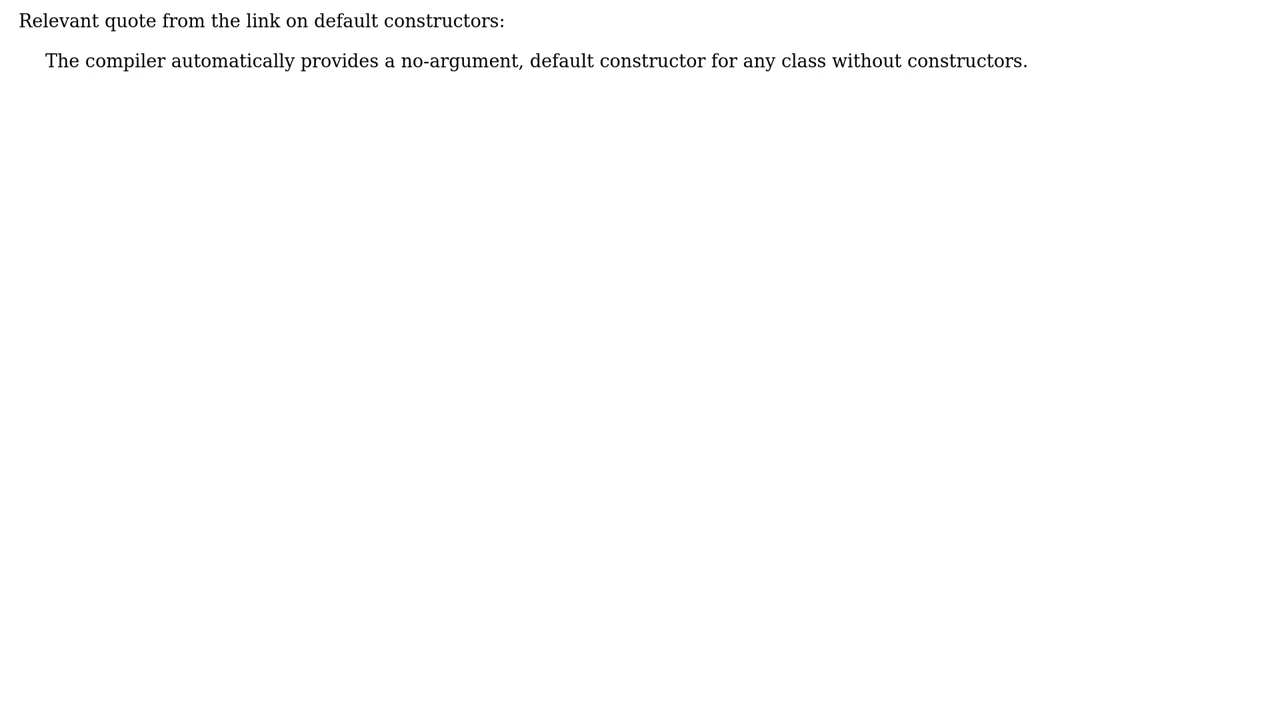 Relevant quote from the link on default constructors:
The compiler automatically provides a no-argument, default constructor for any class without constructors.